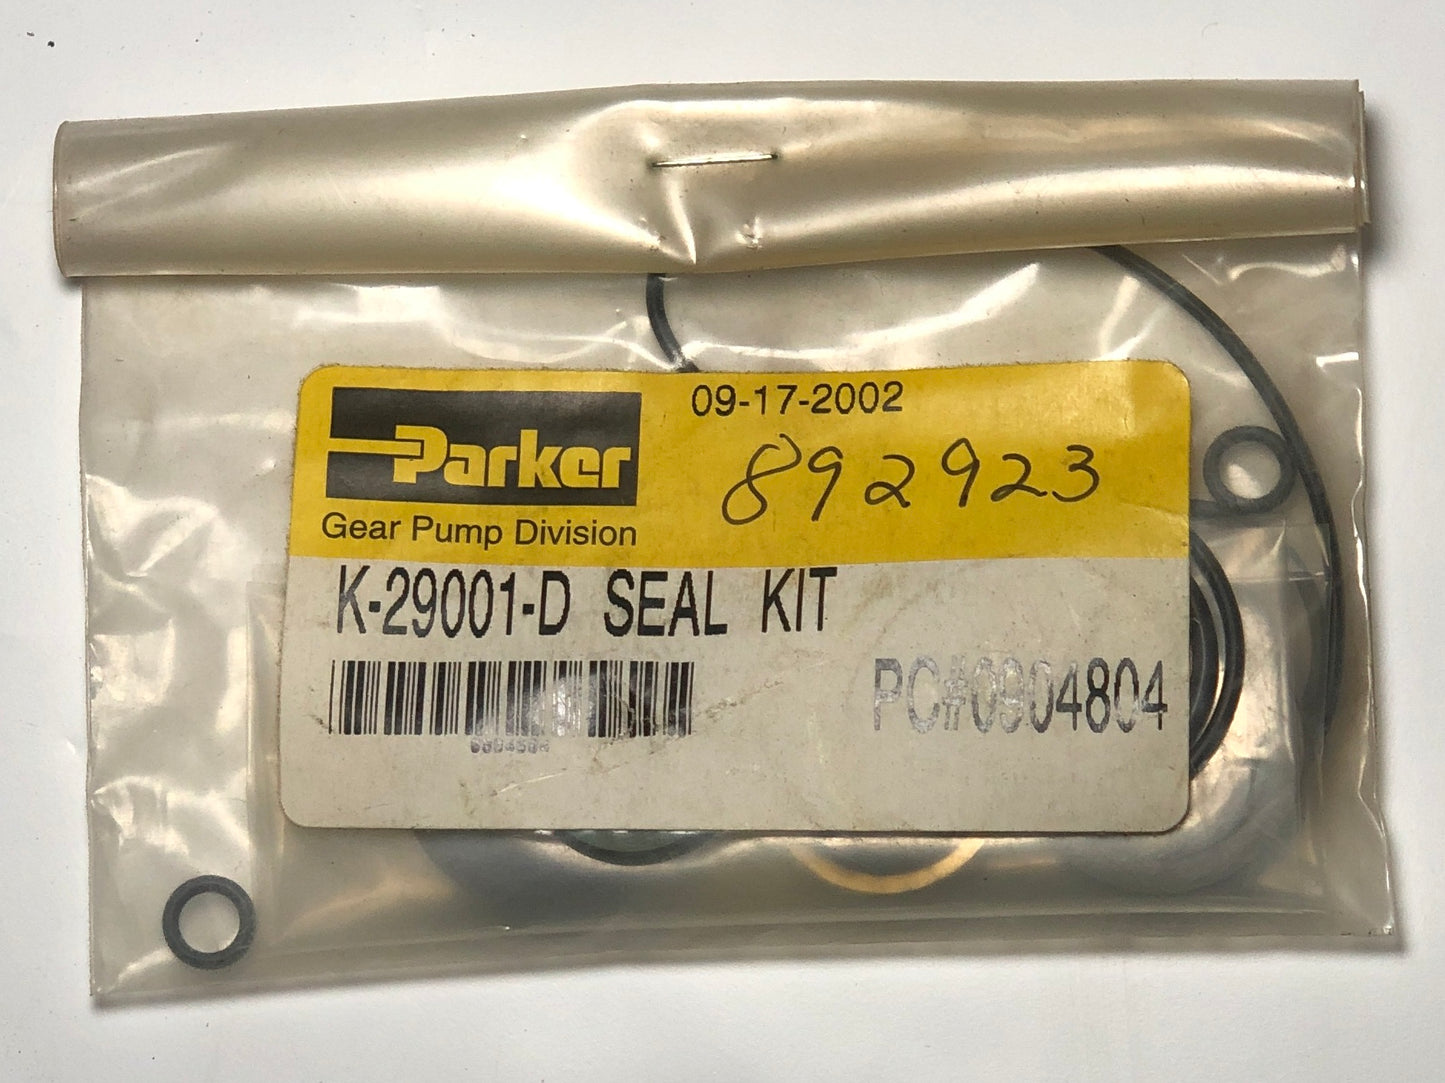 09-17-2002
Parker
892923
Gear Pump Division
K-29001-D SEAL KIT
PC#0904804